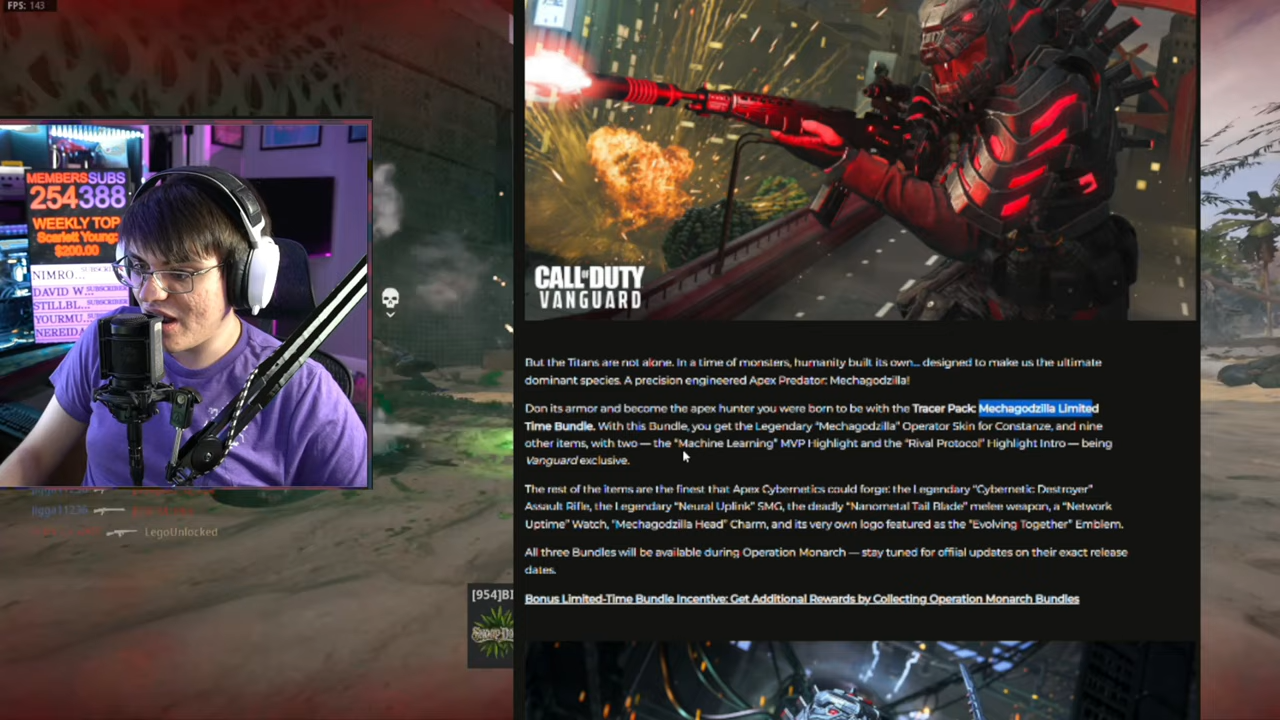 FPS: 143
MEMBERS SUBS
254 388
WEEKLY TOP
Scarlett Young:
$200.00
NIMRO...
DAVID W...
STILLBL...
YOURMU...
NEREIDA
SUBSCRIBER
SUBSCRIBER
jigga11236
LegoUnlocked
[954]BI
CALL OF DUTY
VANGUARD
But the Titans are not alone. In a time of monsters, humanity built its own... designed to make us the ultimate
dominant species. A precision engineered Apex Predator: Mechagodzilla!
Don its armor and become the apex hunter you were born to be with the Tracer Pack: Mechagodzilla Limited
Time Bundle. With this Bundle, you get the Legendary "Mechagodzilla" Operator Skin for Constanze, and nine
other items, with two — the "Machine Learning" MVP Highlight and the "Rival Protocol" Highlight Intro — being
Vanguard exclusive.
The rest of the items are the finest that Apex Cybernetics could forge: the Legendary "Cybernetic Destroyer"
Assault Rifle, the Legendary "Neural Uplink" SMG, the deadly "Nanometal Tail Blade" melee weapon, a "Network
Uptime" Watch, "Mechagodzilla Head" Charm, and its very own logo featured as the "Evolving Together" Emblem.
All three Bundles will be available during Operation Monarch — stay tuned for offiial updates on their exact release
dates.
Bonus Limited-Time Bundle Incentive: Get Additional Rewards by Collecting Operation Monarch Bundles